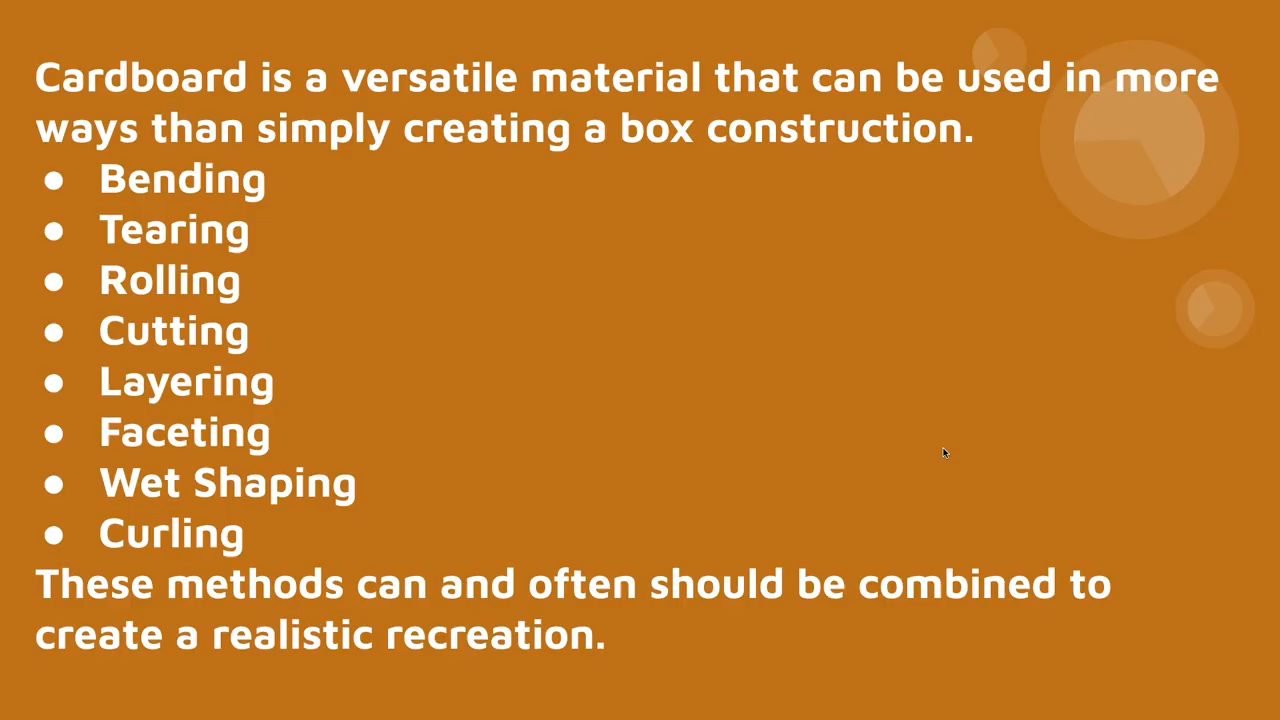 Cardboard is a versatile material that can be used in more
ways than simply creating a box construction.
● Bending
● Tearing
● Rolling
● Cutting
● Layering
● Faceting
● Wet Shaping
● Curling
These methods can and often should be combined to
create a realistic recreation.